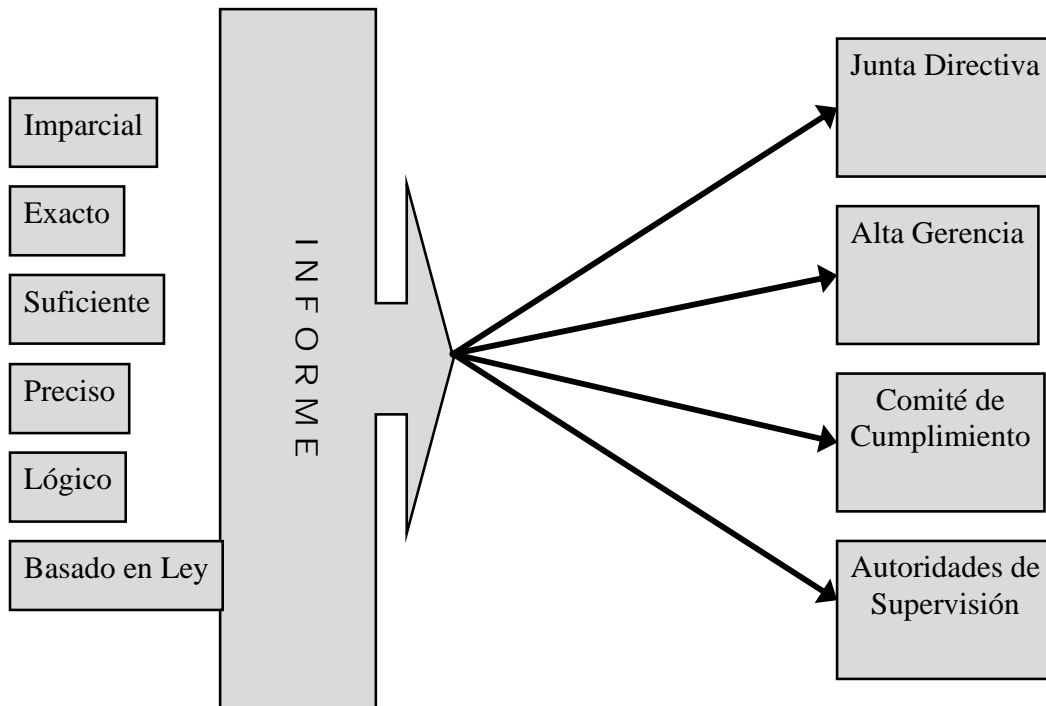 Imparcial
Exacto
Suficiente
Preciso
Lógico
Basado en Ley
INFORME
Junta Directiva
Alta Gerencia
Comité de
Cumplimiento
Autoridades de
Supervisión